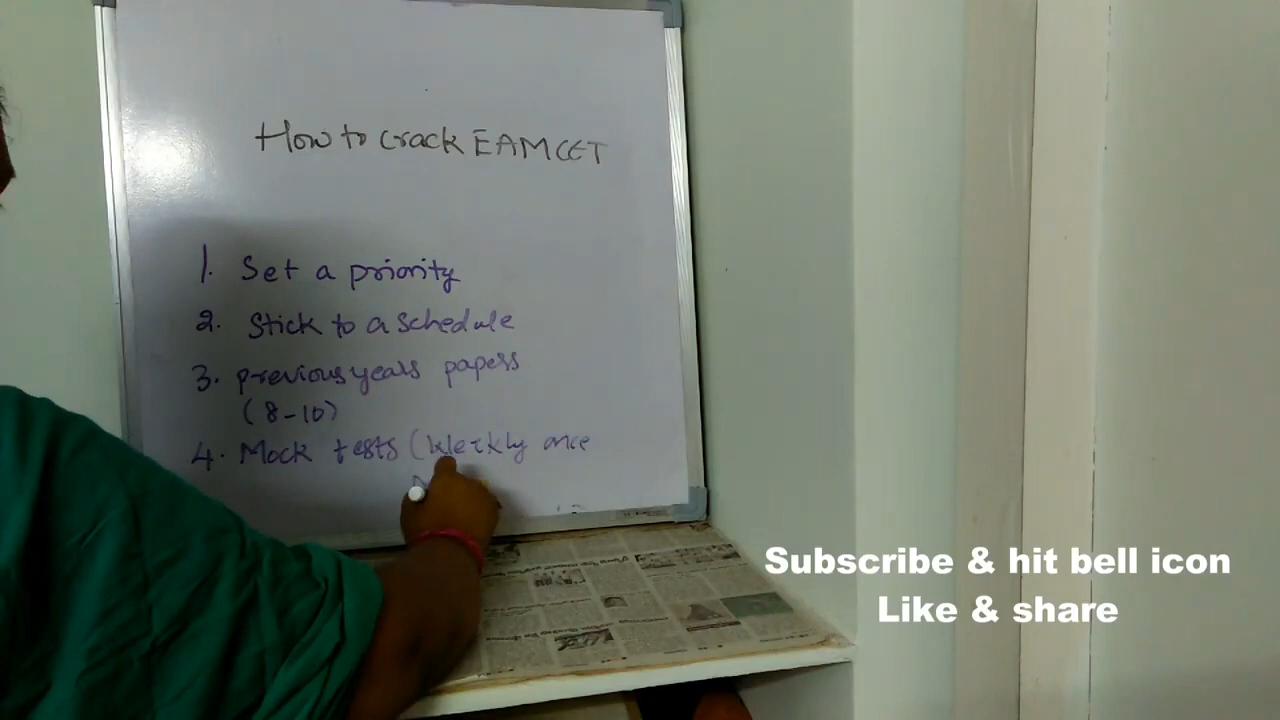 How to crack EAMCET
1. Set a priority
2. Stick to a schedule
3. previous years papers
(8-10)
4. Mock tests (Weekly once
Subscribe & hit bell icon
Like & share